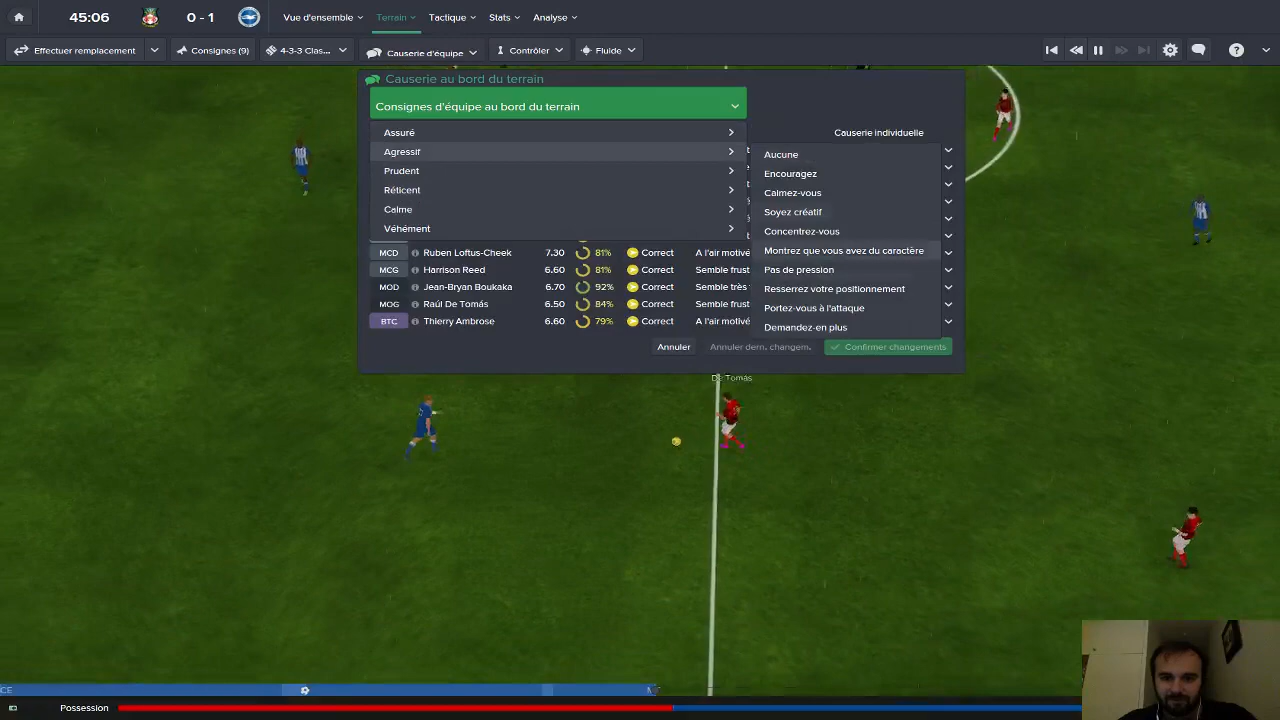 45:06 0 - 1 Vue d'ensemble Terrain Tactique Stats Analyse
Effectuer remplacement Consignes (9) 4-3-3 Clas... Causerie d'équipe Contrôler Fluide
Causerie au bord du terrain
Consignes d'équipe au bord du terrain
Assuré Causerie individuelle
Agressif Aucune
Prudent Encouragez
Réticent Calmez-vous
Calme Soyez créatif
Véhément Concentrez-vous
MCD Ruben Loftus-Cheek 7.30 81% Correct A l'air motivé Montrez que vous avez du caractère
MCG Harrison Reed 6.60 81% Correct Semble frust Pas de pression
MOD Jean-Bryan Boukaka 6.70 92% Correct Semble très Resserrez votre positionnement
MOG Raúl De Tomás 6.50 84% Correct Semble frust Portez-vous à l'attaque
BTC Thierry Ambrose 6.60 79% Correct A l'air motivé Demandez-en plus
Annuler Annuler dern. changem. Confirmer changements
De Tomás
CE
Possession